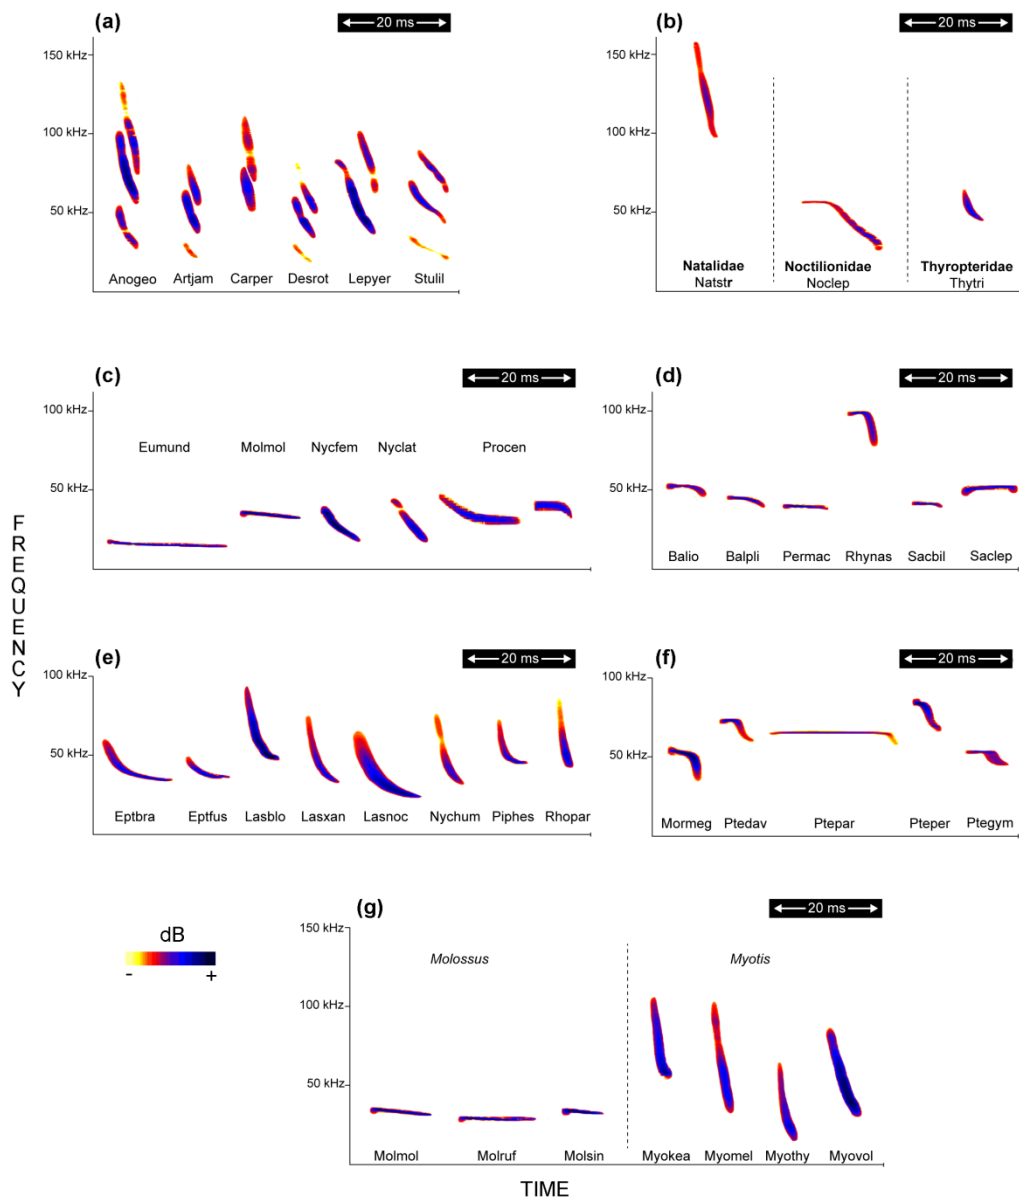 (a)
20 ms
150 kHz
100 kHz
50 kHz
Anogeo Artjam Carper Desrot Lepyer Stulil
(b)
20 ms
150 kHz
100 kHz
50 kHz
Natalidae Noctilionidae Thyropteridae
Natstr Noclep Thytri
(c)
20 ms
100 kHz
Eumund Molmol Nycfem Nyclat Procen
50 kHz
(d)
20 ms
100 kHz
50 kHz
Balio Balpli Permac Rhynas Sacbil Saclep
FREQUENCY
(e)
20 ms
100 kHz
50 kHz
Eptbra Eptfus Lasblo Lasxan Lasnoc Nychum Piphes Rhopar
(f)
20 ms
100 kHz
50 kHz
Mormeg Ptedav Ptepar Pteper Ptegym
dB
- +
(g)
20 ms
150 kHz
Molossus Myotis
100 kHz
50 kHz
Molmol Molruf Molsin Myokea Myomel Myothy Myovol
TIME